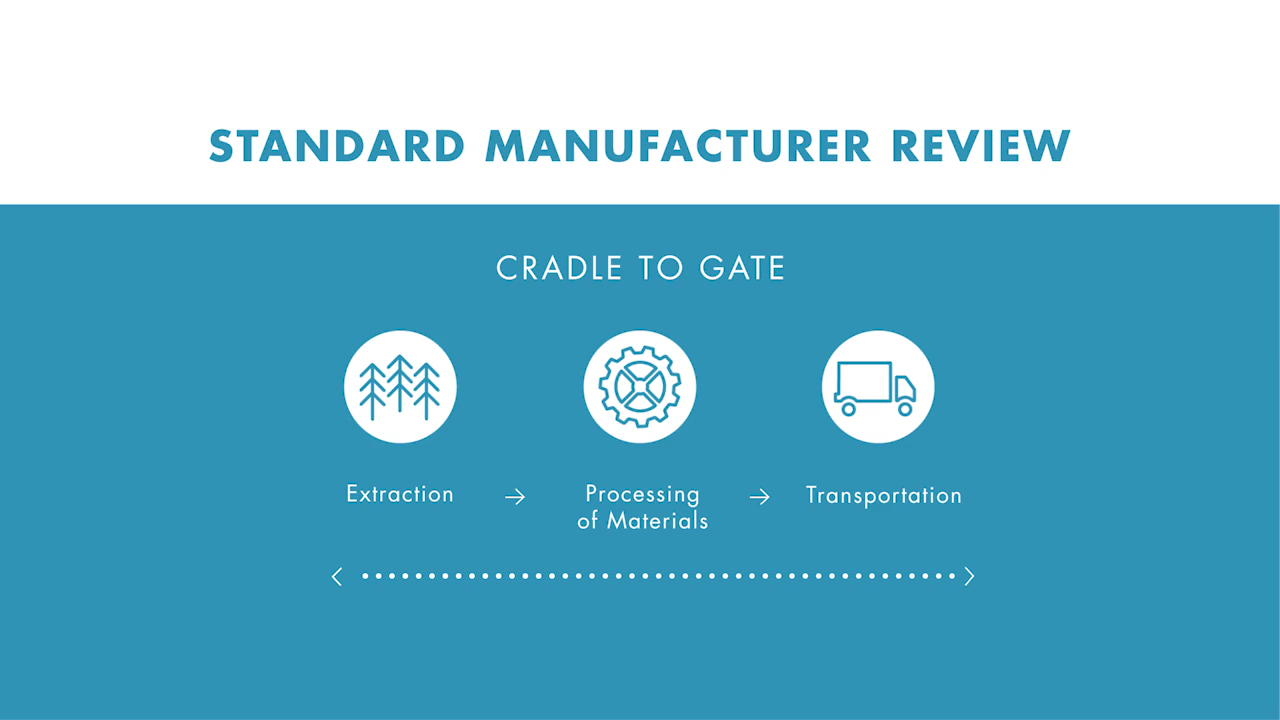 STANDARD MANUFACTURER REVIEW
CRADLE TO GATE
Extraction → Processing of Materials → Transportation